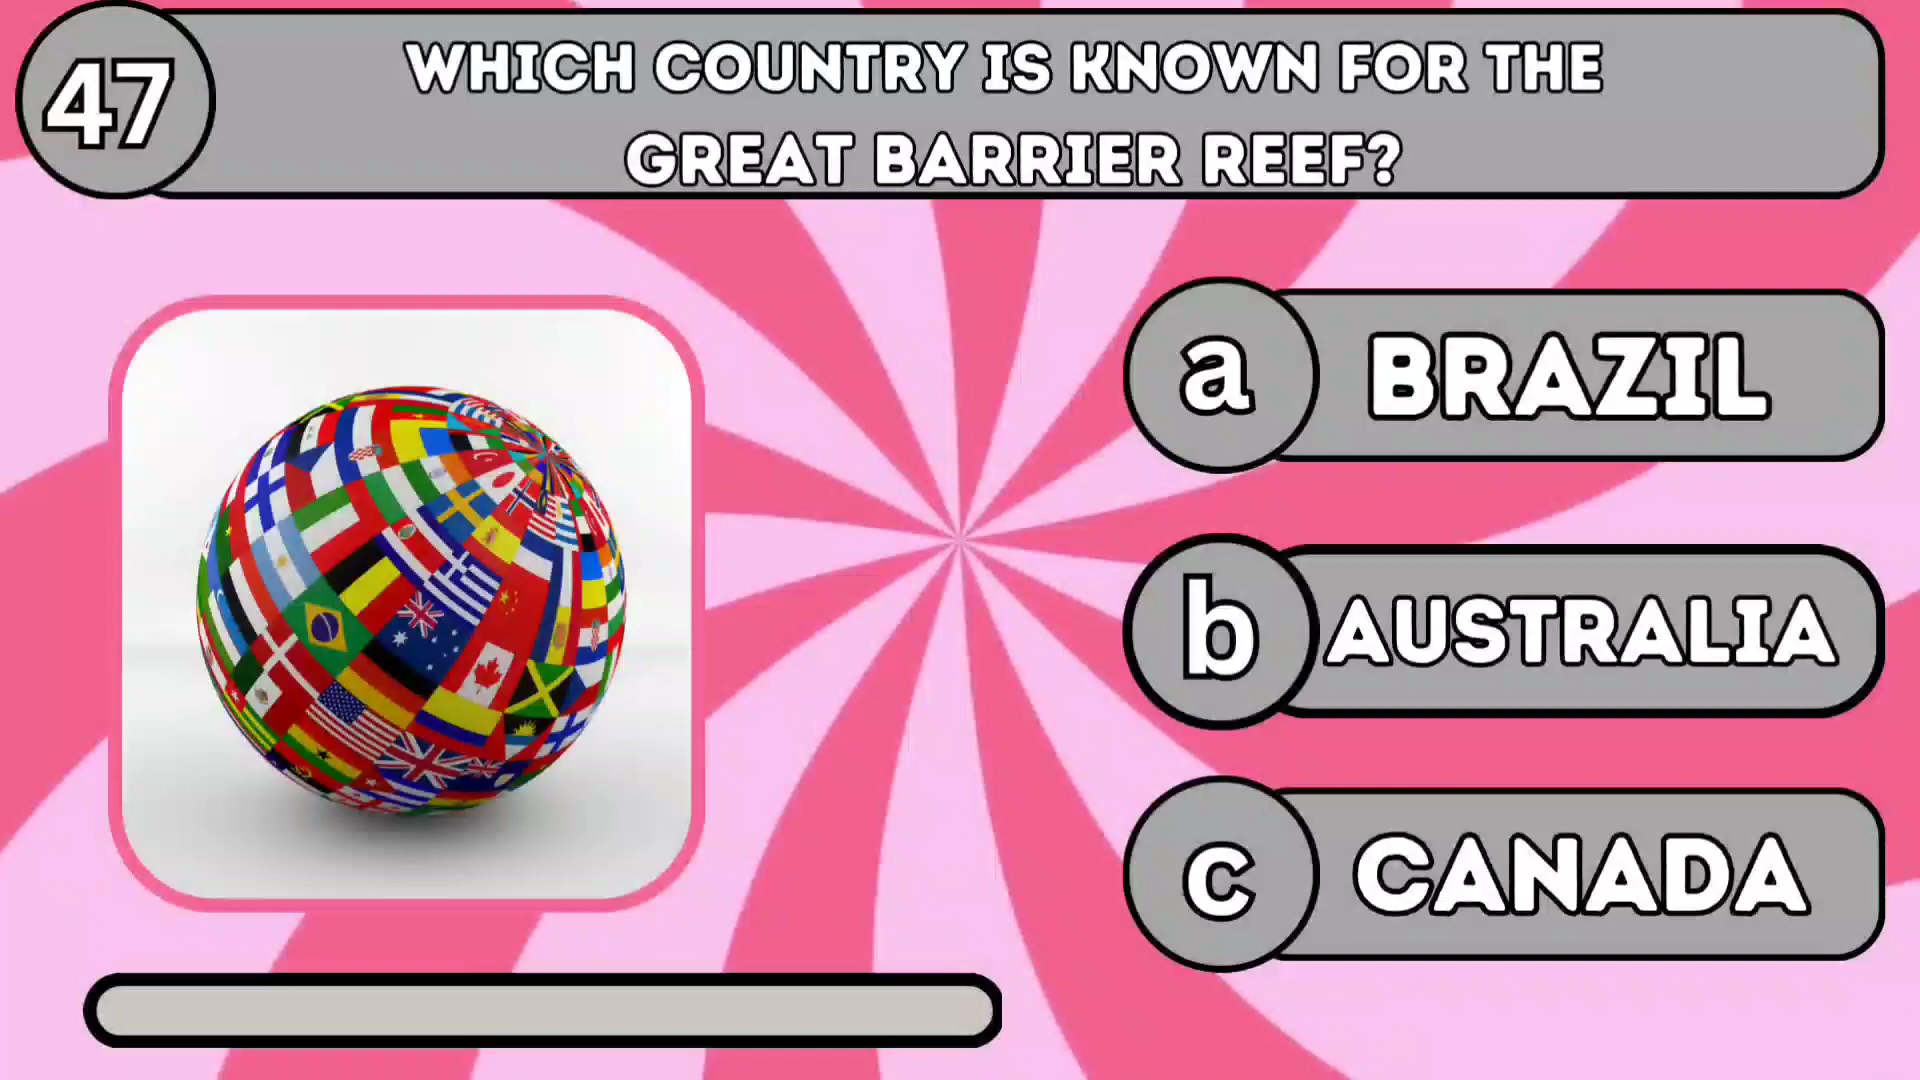 47
WHICH COUNTRY IS KNOWN FOR THE
GREAT BARRIER REEF?
a BRAZIL
b AUSTRALIA
c CANADA